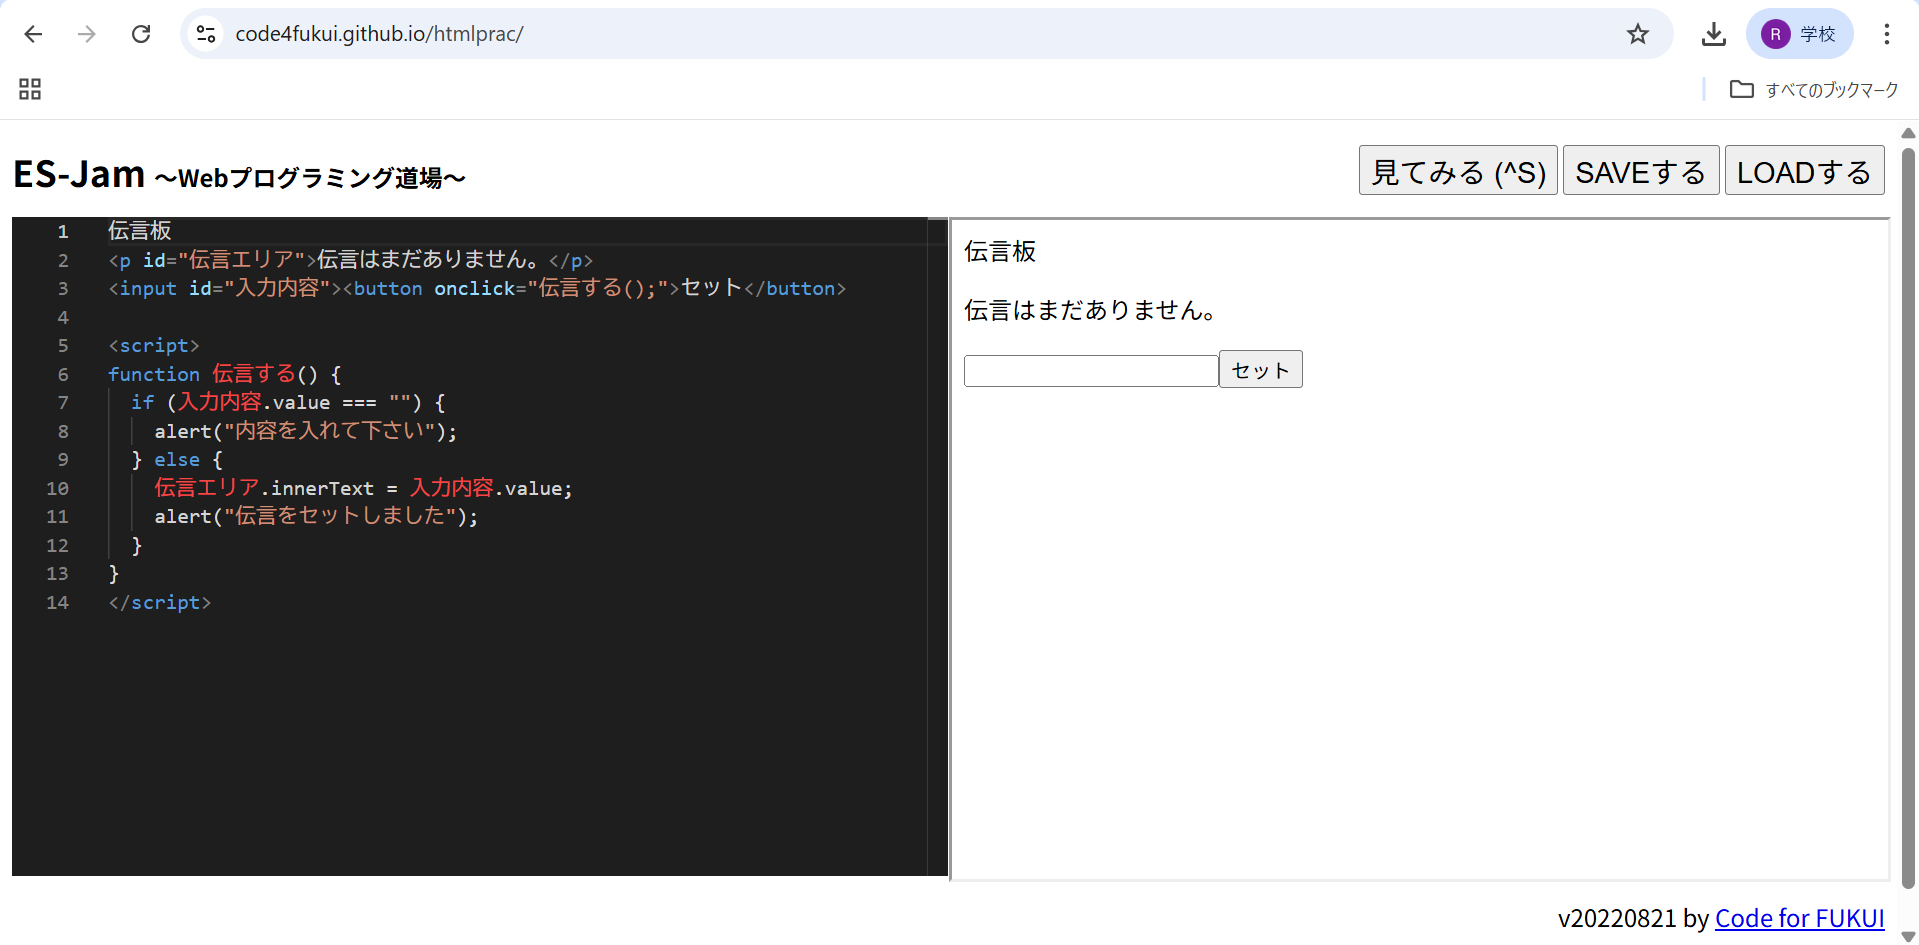 code4fukui.github.io/htmlprac/
R 学校
すべてのブックマーク
ES-Jam ～Webプログラミング道場～
見てみる (^S) SAVEする LOADする
1 伝言板
2 <p id="伝言エリア">伝言はまだありません。</p>
3 <input id="入力内容"><button onclick="伝言する();">セット</button>
4
5 <script>
6 function 伝言する() {
7   if (入力内容.value === "") {
8     alert("内容を入れて下さい");
9   } else {
10     伝言エリア.innerText = 入力内容.value;
11     alert("伝言をセットしました");
12   }
13 }
14 </script>
伝言板
伝言はまだありません。
セット
v20220821 by Code for FUKUI